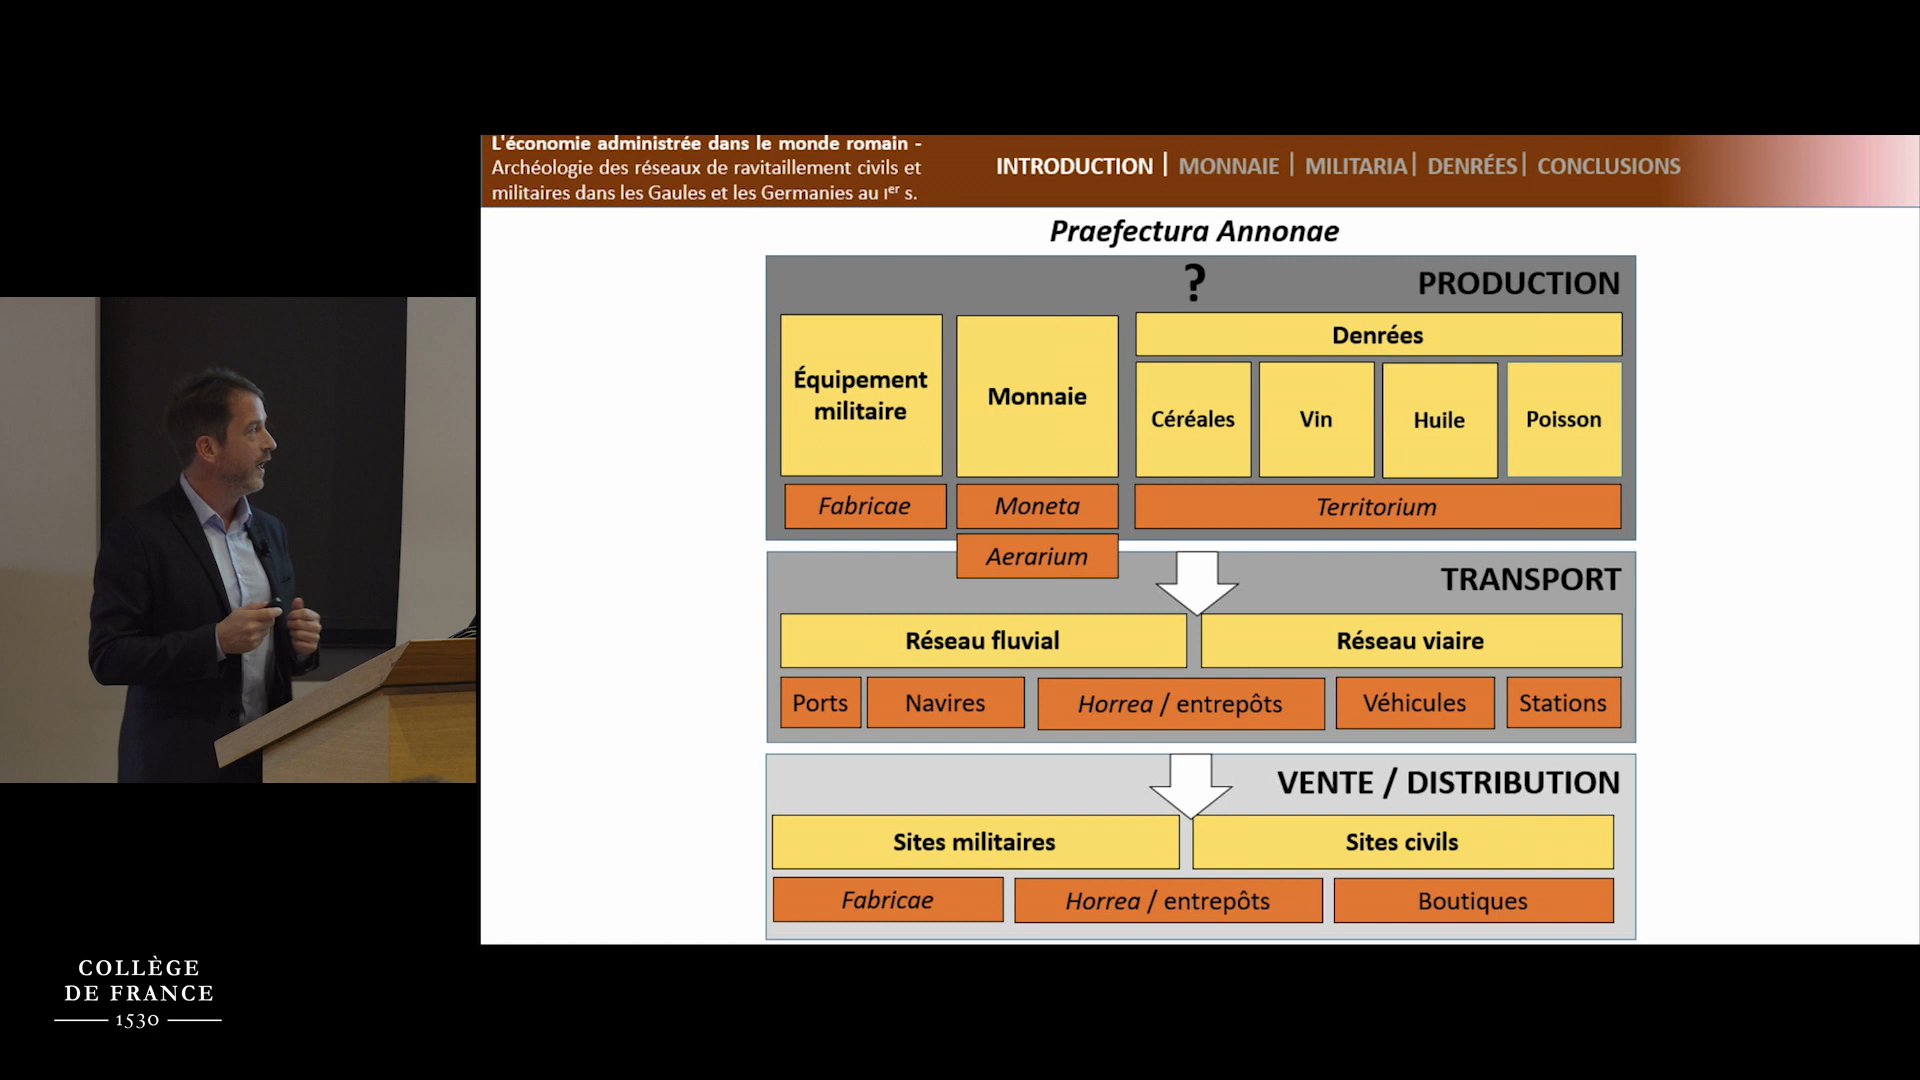 L'économie administrée dans le monde romain -
Archéologie des réseaux de ravitaillement civils et
militaires dans les Gaules et les Germanies au Ier s.
INTRODUCTION | MONNAIE | MILITARIA | DENRÉES | CONCLUSIONS
Praefectura Annonae
?
PRODUCTION
Équipement
militaire
Monnaie
Denrées
Céréales
Vin
Huile
Poisson
Fabricae
Moneta
Territorium
Aerarium
TRANSPORT
Réseau fluvial
Réseau viaire
Ports
Navires
Horrea / entrepôts
Véhicules
Stations
VENTE / DISTRIBUTION
Sites militaires
Sites civils
Fabricae
Horrea / entrepôts
Boutiques
COLLÈGE
DE FRANCE
1530